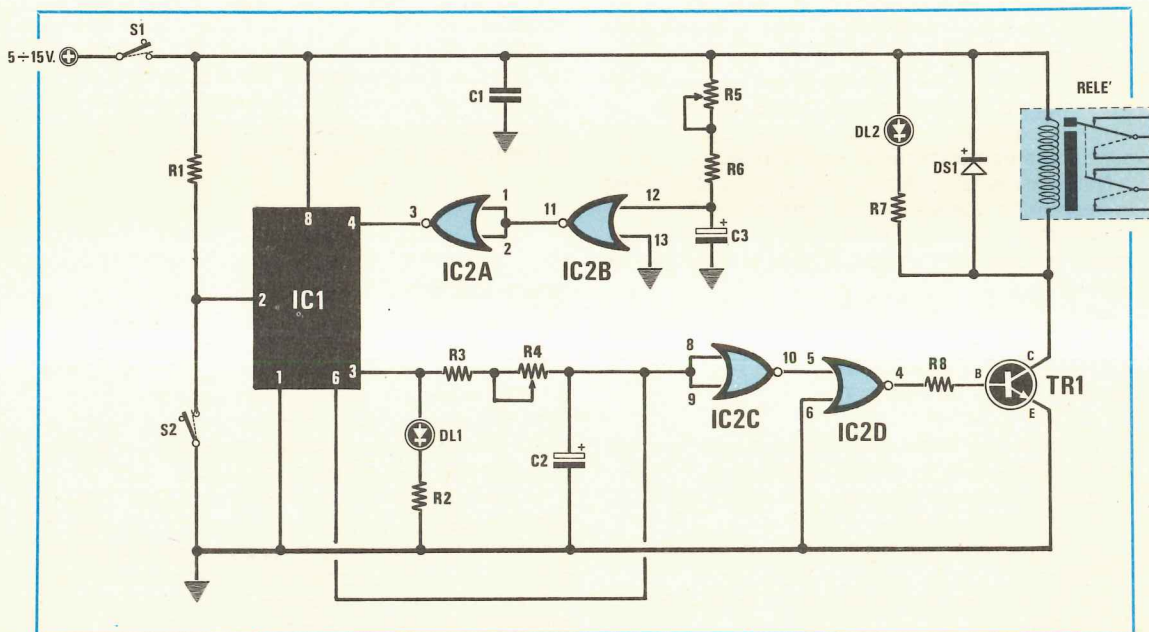 S1
5÷15V.
C1
R5
RELE'
DL2
DS1
R1
R6
R7
8
4
3
1
2
11
12
13
C3
IC2A
IC2B
2
IC1
1
6
3
R3
R4
8
9
10
5
6
4
R8
B
C
E
TR1
IC2C
IC2D
S2
DL1
R2
C2
+
+
+
+